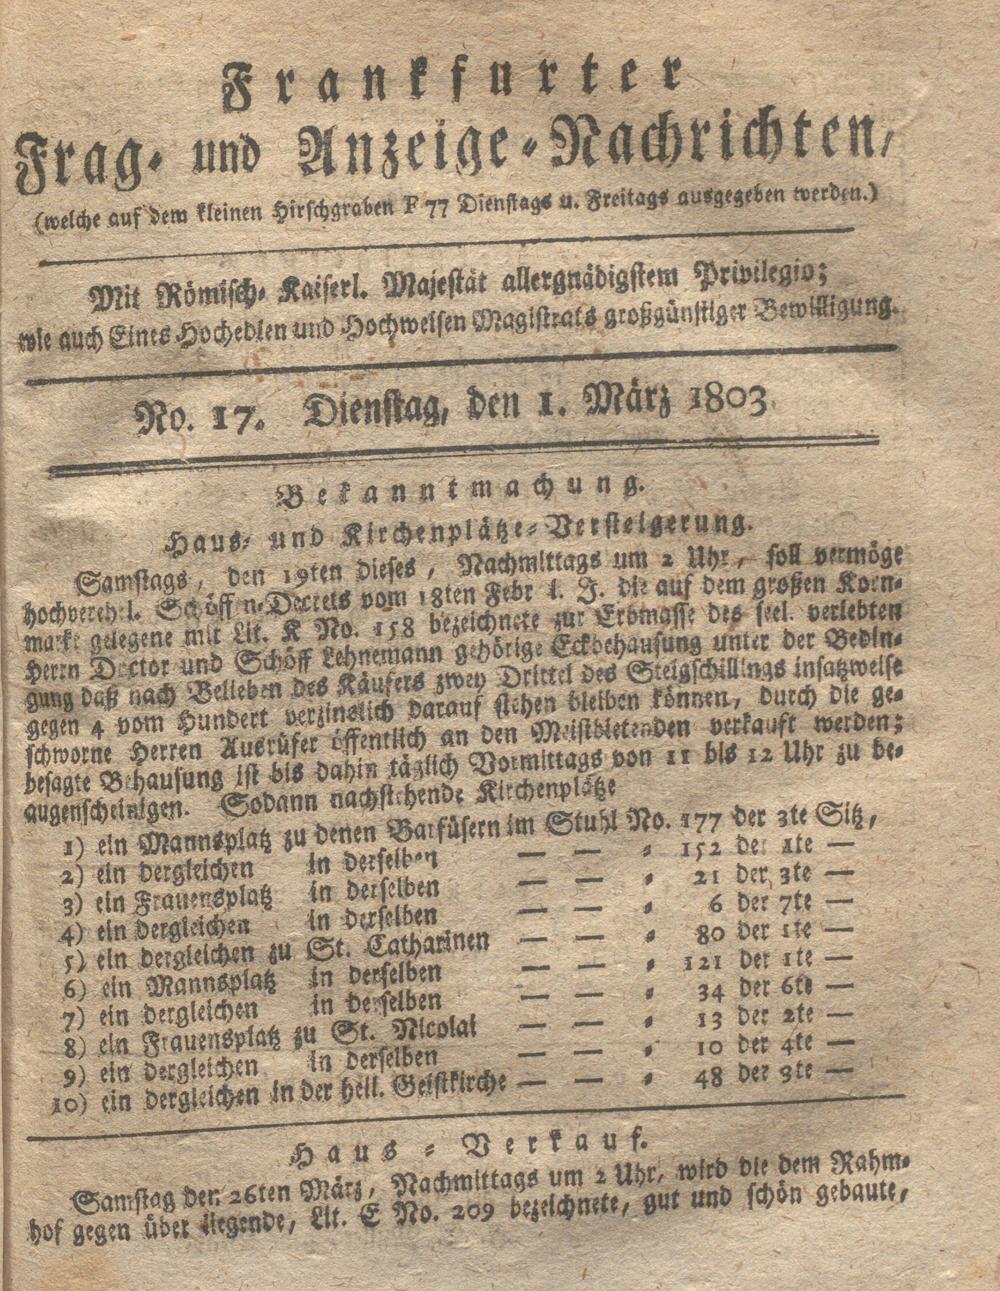 Frankfurter
Frag- und Anzeige-Nachrichten,
(welche auf dem kleinen Hirschgraben F 77 Dienstags u. Freitags ausgegeben werden.)
Mit Römisch-Kaiserl. Majestät allergnädigstem Privilegio;
wie auch Eines Hochedlen und Hochweisen Magistrats großgünstiger Bewilligung.
No. 17. Dienstag, den 1. März 1803
Bekanntmachung.
Haus- und Kirchenplätze-Versteigerung.
Samstags, den 19ten dieses, Nachmittags um 2 Uhr, soll vermöge
hochverehrl. Schöffen-Decrets vom 18ten Febr. l. J. die auf dem großen Korn-
markt gelegene mit Lit. K No. 158 bezeichnete zur Erbmasse des seel. verlebten
Herrn Doctor und Schöff Lehnemann gehörige Eckbehausung unter der Bedin-
gung daß nach Belieben des Käufers zwey Drittel des Steigschillings insatzweise
gegen 4 vom Hundert verzinslich darauf stehen bleiben können, durch die ge-
schworne Herren Ausrüfer öffentlich an den Meistbietenden verkauft werden;
besagte Behausung ist bis dahin täglich Vormittags von 11 bis 12 Uhr zu be-
augenscheinigen. Sodann nachstehende Kirchenplätze
1) ein Mannsplatz zu denen Barfüsern im Stuhl No. 177 der 3te Sitz,
2) ein dergleichen in derselben — — - 152 der 1te —
3) ein Frauensplatz in derselben — — - 21 der 3te —
4) ein dergleichen in derselben — — - 6 der 7te —
5) ein dergleichen zu St. Catharinen — — - 80 der 1te —
6) ein Mannsplatz in derselben — — - 121 der 1te —
7) ein dergleichen in derselben — — - 34 der 6te —
8) ein Frauensplatz zu St. Nicolai — — - 13 der 2te —
9) ein dergleichen in derselben — — - 10 der 4te —
10) ein dergleichen in der heil. Geistkirche — — - 48 der 9te —
Haus-Verkauf.
Samstag den 26ten März, Nachmittags um 2 Uhr, wird die dem Rahm-
hof gegen über liegende, Lit. E No. 209 bezeichnete, gut und schön gebaute,